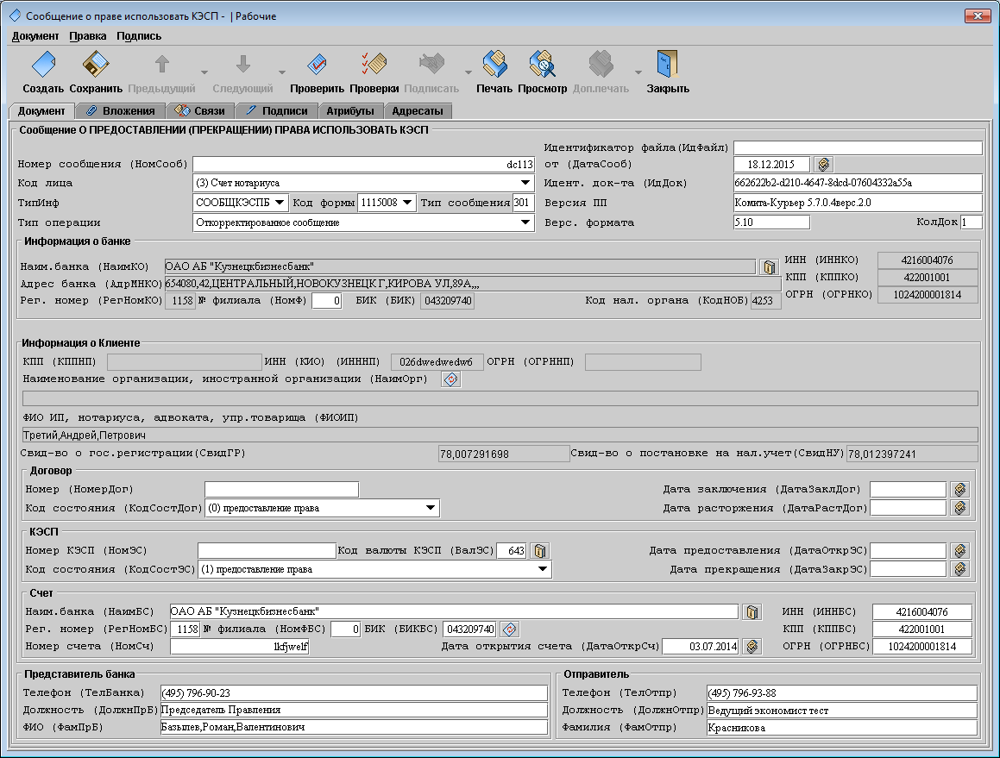 Сообщение о праве использовать КЭСП - | Рабочие
Документ Правка Подпись
Создать Сохранить Предыдущий Следующий Проверить Проверки Подписать Печать Просмотр Доп.печать Закрыть
Документ Вложения Связи Подписи Атрибуты Адресаты
Сообщение О ПРЕДОСТАВЛЕНИИ (ПРЕКРАЩЕНИИ) ПРАВА ИСПОЛЬЗОВАТЬ КЭСП
Идентификатор файла(ИдФайл)
Номер сообщения (НомСооб) dc113 от (ДатаСооб) 18.12.2015
Код лица (3) Счет нотариуса Идент. док-та (ИдДок) 662622b2-d210-4647-8dcd-07604332a55a
ТипИнф СООБЩКЭСПБ Код формы 1115008 Тип сообщения 301 Версия ПП Комита-Курьер 5.7.0.4верс.2.0
Тип операции Откорректированное сообщение Верс. формата 5.10 КолДок 1
Информация о банке
Наим.банка (НаимКО) ОАО АБ "Кузнецкбизнесбанк" ИНН (ИННКО) 4216004076
Адрес банка (АдрМНКО) 654080,42,ЦЕНТРАЛЬНЫЙ,НОВОКУЗНЕЦК Г,КИРОВА УЛ,89А,,, КПП (КППКО) 422001001
Рег. номер (РегНомКО) 1158 № филиала (НомФ) 0 БИК (БИК) 043209740 Код нал. органа (КодНОБ) 4253 ОГРН (ОГРНКО) 1024200001814
Информация о Клиенте
КПП (КППНП) ИНН (КИО) (ИНННП) 026dwedwedw6 ОГРН (ОГРННП)
Наименование организации, иностранной организации (НаимОрг)
ФИО ИП, нотариуса, адвоката, упр.товарища (ФИОИП)
Третий,Андрей,Петрович
Свид-во о гос.регистрации(СвидГР) 78,007291698 Свид-во о постановке на нал.учет(СвидНУ) 78,012397241
Договор
Номер (НомерДог) Дата заключения (ДатаЗаклДог)
Код состояния (КодСостДог) (0) предоставление права Дата расторжения (ДатаРастДог)
КЭСП
Номер КЭСП (НомЭС) Код валюты КЭСП (ВалЭС) 643 Дата предоставления (ДатаОткрЭС)
Код состояния (КодСостЭС) (1) предоставление права Дата прекращения (ДатаЗакрЭС)
Счет
Наим.банка (НаимБС) ОАО АБ "Кузнецкбизнесбанк" ИНН (ИННБС) 4216004076
Рег. номер (РегНомБС) 1158 № филиала (НомФБС) 0 БИК (БИКБС) 043209740 КПП (КППБС) 422001001
Номер счета (НомСч) lkfjwelf Дата открытия счета (ДатаОткрСч) 03.07.2014 ОГРН (ОГРНБС) 1024200001814
Представитель банка Отправитель
Телефон (ТелБанка) (495) 796-90-23 Телефон (ТелОтпр) (495) 796-93-88
Должность (ДолжнПрБ) Председатель Правления Должность (ДолжнОтпр) Ведущий экономист тест
ФИО (ФамПрБ) Базылев,Роман,Валентинович Фамилия (ФамОтпр) Красникова